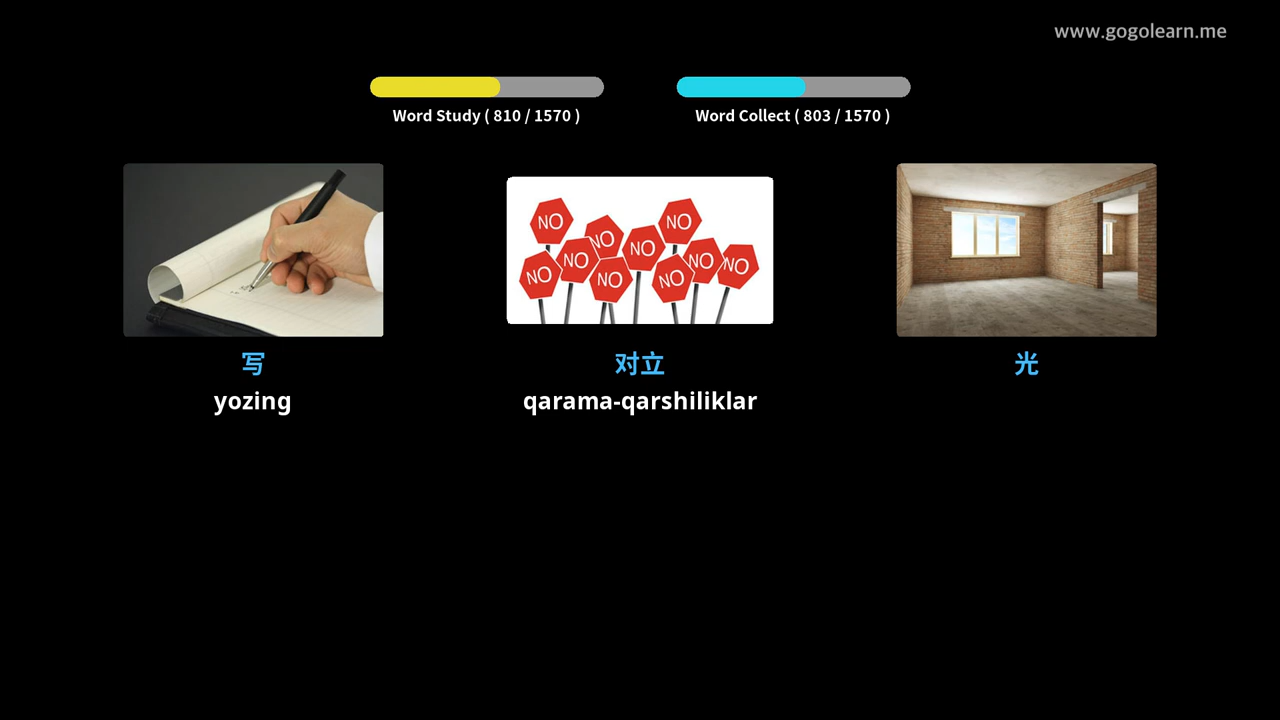 www.gogolearn.me
Word Study ( 810 / 1570 )
Word Collect ( 803 / 1570 )
NO
NO
NO
NO
NO
NO
NO
NO
NO
NO
写
对立
光
yozing
qarama-qarshiliklar